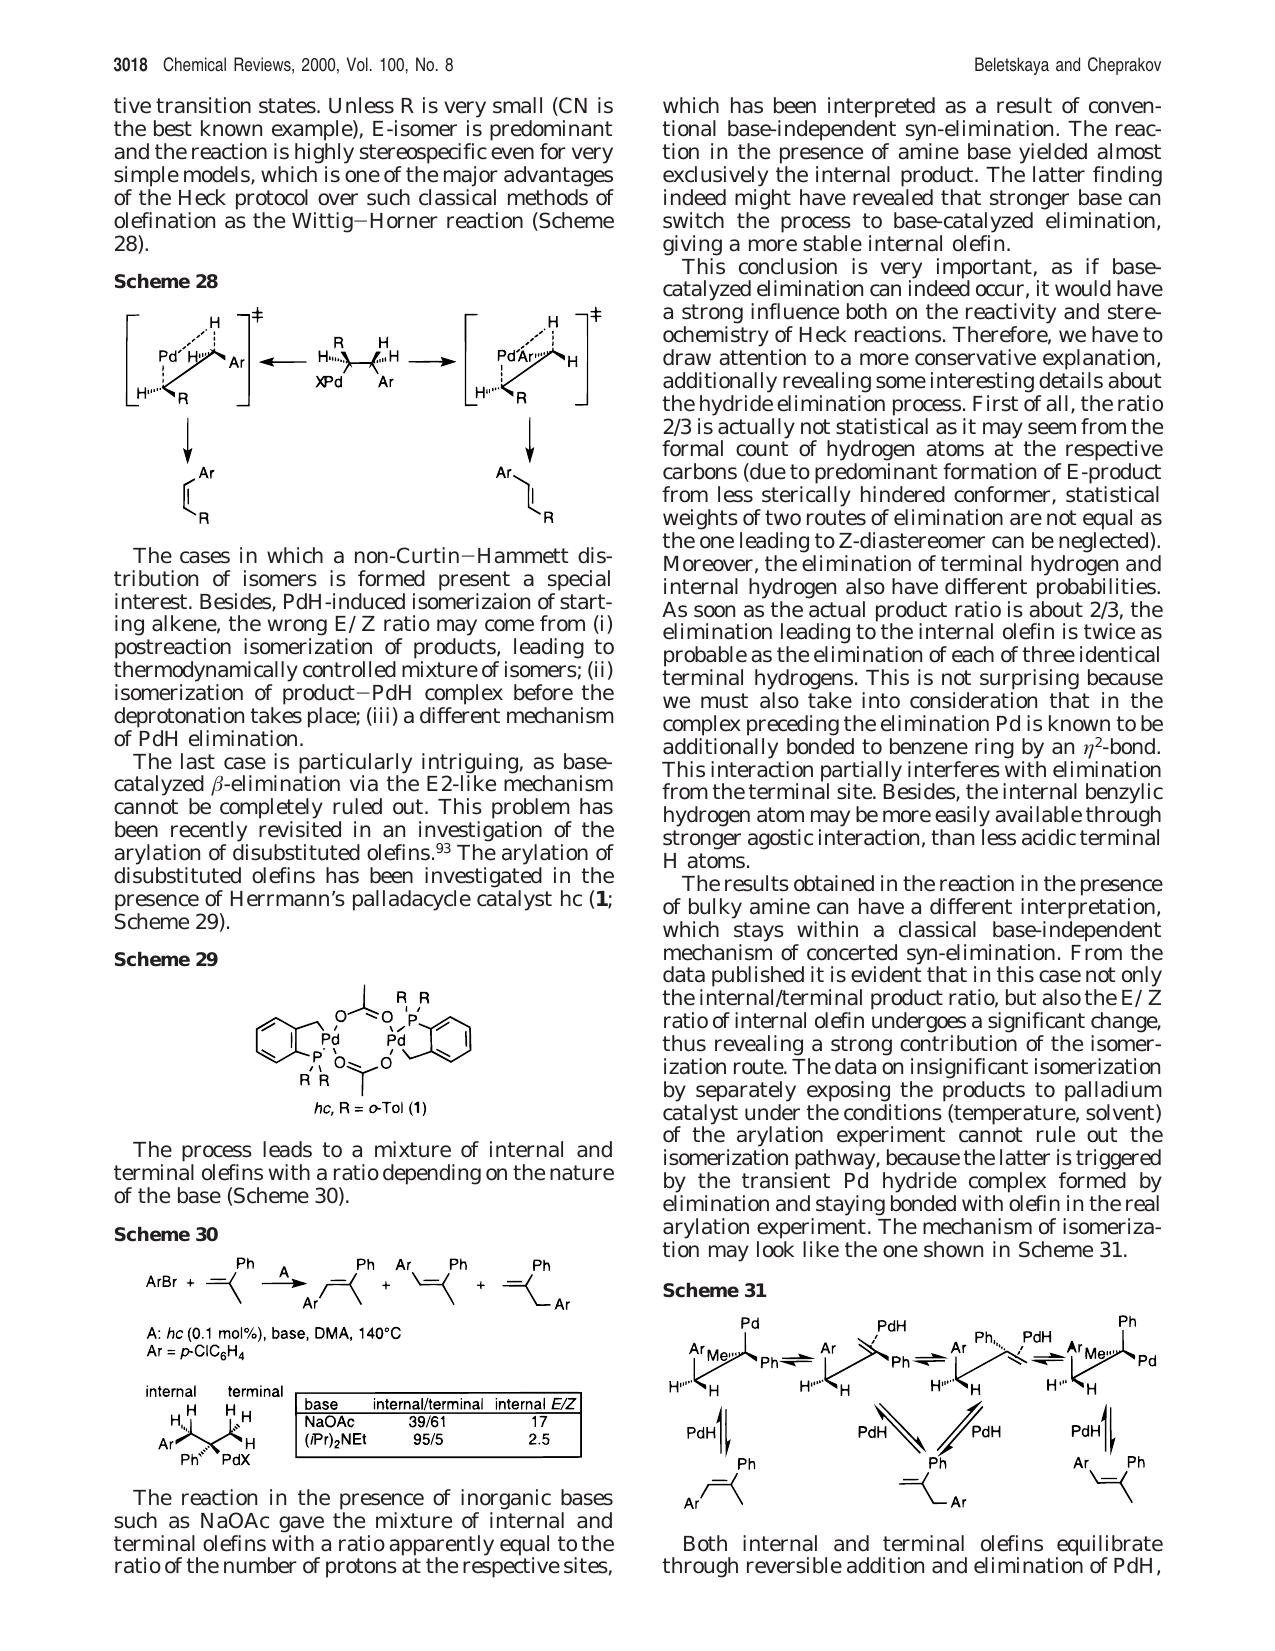 3018 Chemical Reviews, 2000, Vol. 100, No. 8
Beletskaya and Cheprakov
tive transition states. Unless R is very small (CN is
the best known example), E-isomer is predominant
and the reaction is highly stereospecific even for very
simple models, which is one of the major advantages
of the Heck protocol over such classical methods of
olefination as the Wittig−Horner reaction (Scheme
28).
Scheme 28
H ‡ H ‡
Pd H Ar
R H
H H
XPd Ar
Pd Ar H
H R
H R
Ar Ar
R R
The cases in which a non-Curtin−Hammett dis-
tribution of isomers is formed present a special
interest. Besides, PdH-induced isomerizaion of start-
ing alkene, the wrong E/Z ratio may come from (i)
postreaction isomerization of products, leading to
thermodynamically controlled mixture of isomers; (ii)
isomerization of product−PdH complex before the
deprotonation takes place; (iii) a different mechanism
of PdH elimination.
The last case is particularly intriguing, as base-
catalyzed β-elimination via the E2-like mechanism
cannot be completely ruled out. This problem has
been recently revisited in an investigation of the
arylation of disubstituted olefins.93 The arylation of
disubstituted olefins has been investigated in the
presence of Herrmann's palladacycle catalyst hc (1;
Scheme 29).
Scheme 29
R R
O O P
Pd Pd
P O O
R R
hc, R = o-Tol (1)
The process leads to a mixture of internal and
terminal olefins with a ratio depending on the nature
of the base (Scheme 30).
Scheme 30
Ph Ph Ar Ph Ph
ArBr + A + +
Ar Ar
A: hc (0.1 mol%), base, DMA, 140°C
Ar = p-ClC6H4
internal terminal
H H H H
Ar H
Ph PdX
base internal/terminal internal E/Z
NaOAc 39/61 17
(iPr)2NEt 95/5 2.5
The reaction in the presence of inorganic bases
such as NaOAc gave the mixture of internal and
terminal olefins with a ratio apparently equal to the
ratio of the number of protons at the respective sites,
which has been interpreted as a result of conven-
tional base-independent syn-elimination. The reac-
tion in the presence of amine base yielded almost
exclusively the internal product. The latter finding
indeed might have revealed that stronger base can
switch the process to base-catalyzed elimination,
giving a more stable internal olefin.
This conclusion is very important, as if base-
catalyzed elimination can indeed occur, it would have
a strong influence both on the reactivity and stere-
ochemistry of Heck reactions. Therefore, we have to
draw attention to a more conservative explanation,
additionally revealing some interesting details about
the hydride elimination process. First of all, the ratio
2/3 is actually not statistical as it may seem from the
formal count of hydrogen atoms at the respective
carbons (due to predominant formation of E-product
from less sterically hindered conformer, statistical
weights of two routes of elimination are not equal as
the one leading to Z-diastereomer can be neglected).
Moreover, the elimination of terminal hydrogen and
internal hydrogen also have different probabilities.
As soon as the actual product ratio is about 2/3, the
elimination leading to the internal olefin is twice as
probable as the elimination of each of three identical
terminal hydrogens. This is not surprising because
we must also take into consideration that in the
complex preceding the elimination Pd is known to be
additionally bonded to benzene ring by an η2-bond.
This interaction partially interferes with elimination
from the terminal site. Besides, the internal benzylic
hydrogen atom may be more easily available through
stronger agostic interaction, than less acidic terminal
H atoms.
The results obtained in the reaction in the presence
of bulky amine can have a different interpretation,
which stays within a classical base-independent
mechanism of concerted syn-elimination. From the
data published it is evident that in this case not only
the internal/terminal product ratio, but also the E/Z
ratio of internal olefin undergoes a significant change,
thus revealing a strong contribution of the isomer-
ization route. The data on insignificant isomerization
by separately exposing the products to palladium
catalyst under the conditions (temperature, solvent)
of the arylation experiment cannot rule out the
isomerization pathway, because the latter is triggered
by the transient Pd hydride complex formed by
elimination and staying bonded with olefin in the real
arylation experiment. The mechanism of isomeriza-
tion may look like the one shown in Scheme 31.
Scheme 31
Pd PdH Ph
Ar Me Ph Ar Ph Ar Ph PdH Ar Me Pd
H H H H H H H H
PdH PdH PdH PdH
Ph Ph Ar Ph
Ar Ar
Both internal and terminal olefins equilibrate
through reversible addition and elimination of PdH,